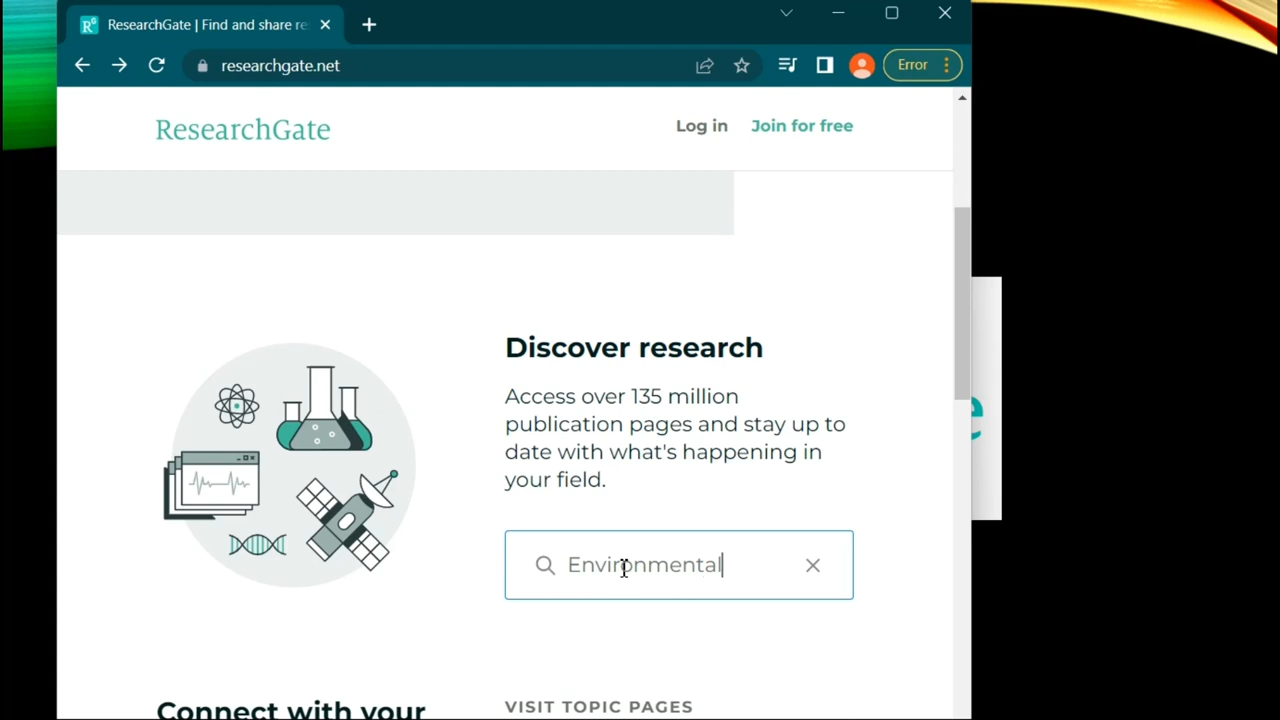 ResearchGate | Find and share re
researchgate.net
Error
ResearchGate
Log in
Join for free
Discover research
Access over 135 million
publication pages and stay up to
date with what's happening in
your field.
Environmental
Connect with your
VISIT TOPIC PAGES